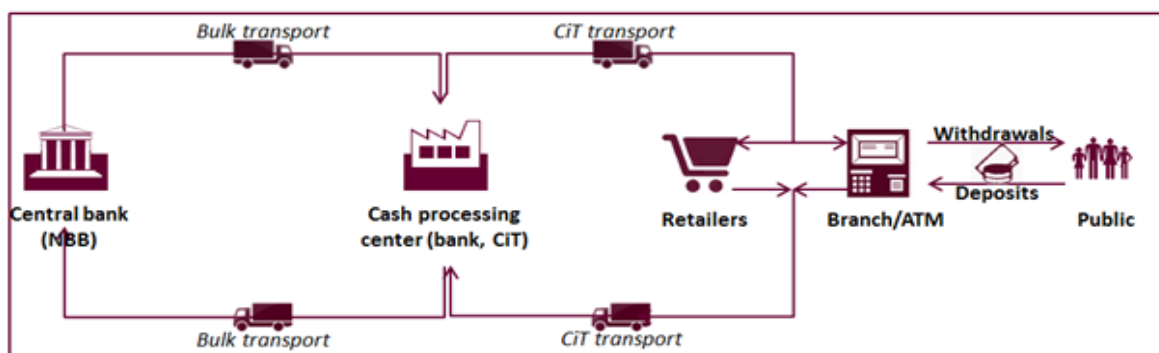 Bulk transport
CiT transport
Withdrawals
Deposits
Central bank
(NBB)
Cash processing
center (bank, CiT)
Retailers
Branch/ATM
Public
Bulk transport
CiT transport